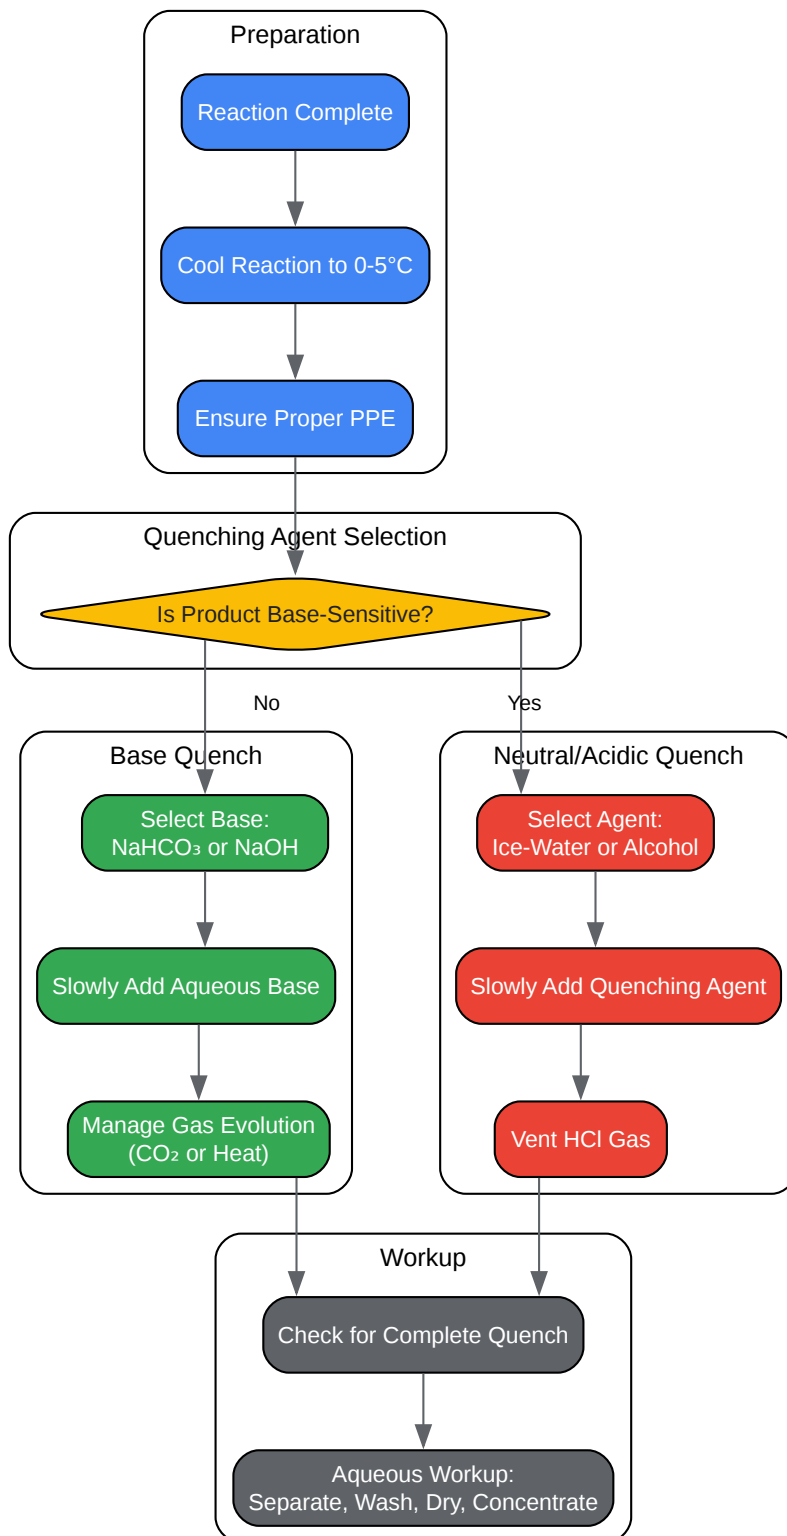 Preparation
Reaction Complete
Cool Reaction to 0-5°C
Ensure Proper PPE
Quenching Agent Selection
Is Product Base-Sensitive?
No
Yes
Base Quench
Select Base:
NaHCO₃ or NaOH
Slowly Add Aqueous Base
Manage Gas Evolution
(CO₂ or Heat)
Neutral/Acidic Quench
Select Agent:
Ice-Water or Alcohol
Slowly Add Quenching Agent
Vent HCl Gas
Workup
Check for Complete Quench
Aqueous Workup:
Separate, Wash, Dry, Concentrate